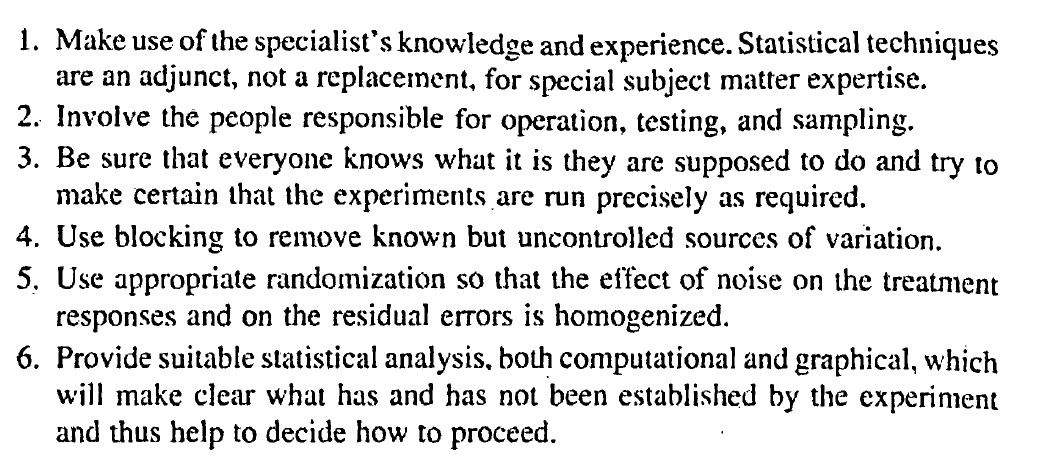 1. Make use of the specialist's knowledge and experience. Statistical techniques
are an adjunct, not a replacement, for special subject matter expertise.
2. Involve the people responsible for operation, testing, and sampling.
3. Be sure that everyone knows what it is they are supposed to do and try to
make certain that the experiments are run precisely as required.
4. Use blocking to remove known but uncontrolled sources of variation.
5. Use appropriate randomization so that the effect of noise on the treatment
responses and on the residual errors is homogenized.
6. Provide suitable statistical analysis, both computational and graphical, which
will make clear what has and has not been established by the experiment
and thus help to decide how to proceed.